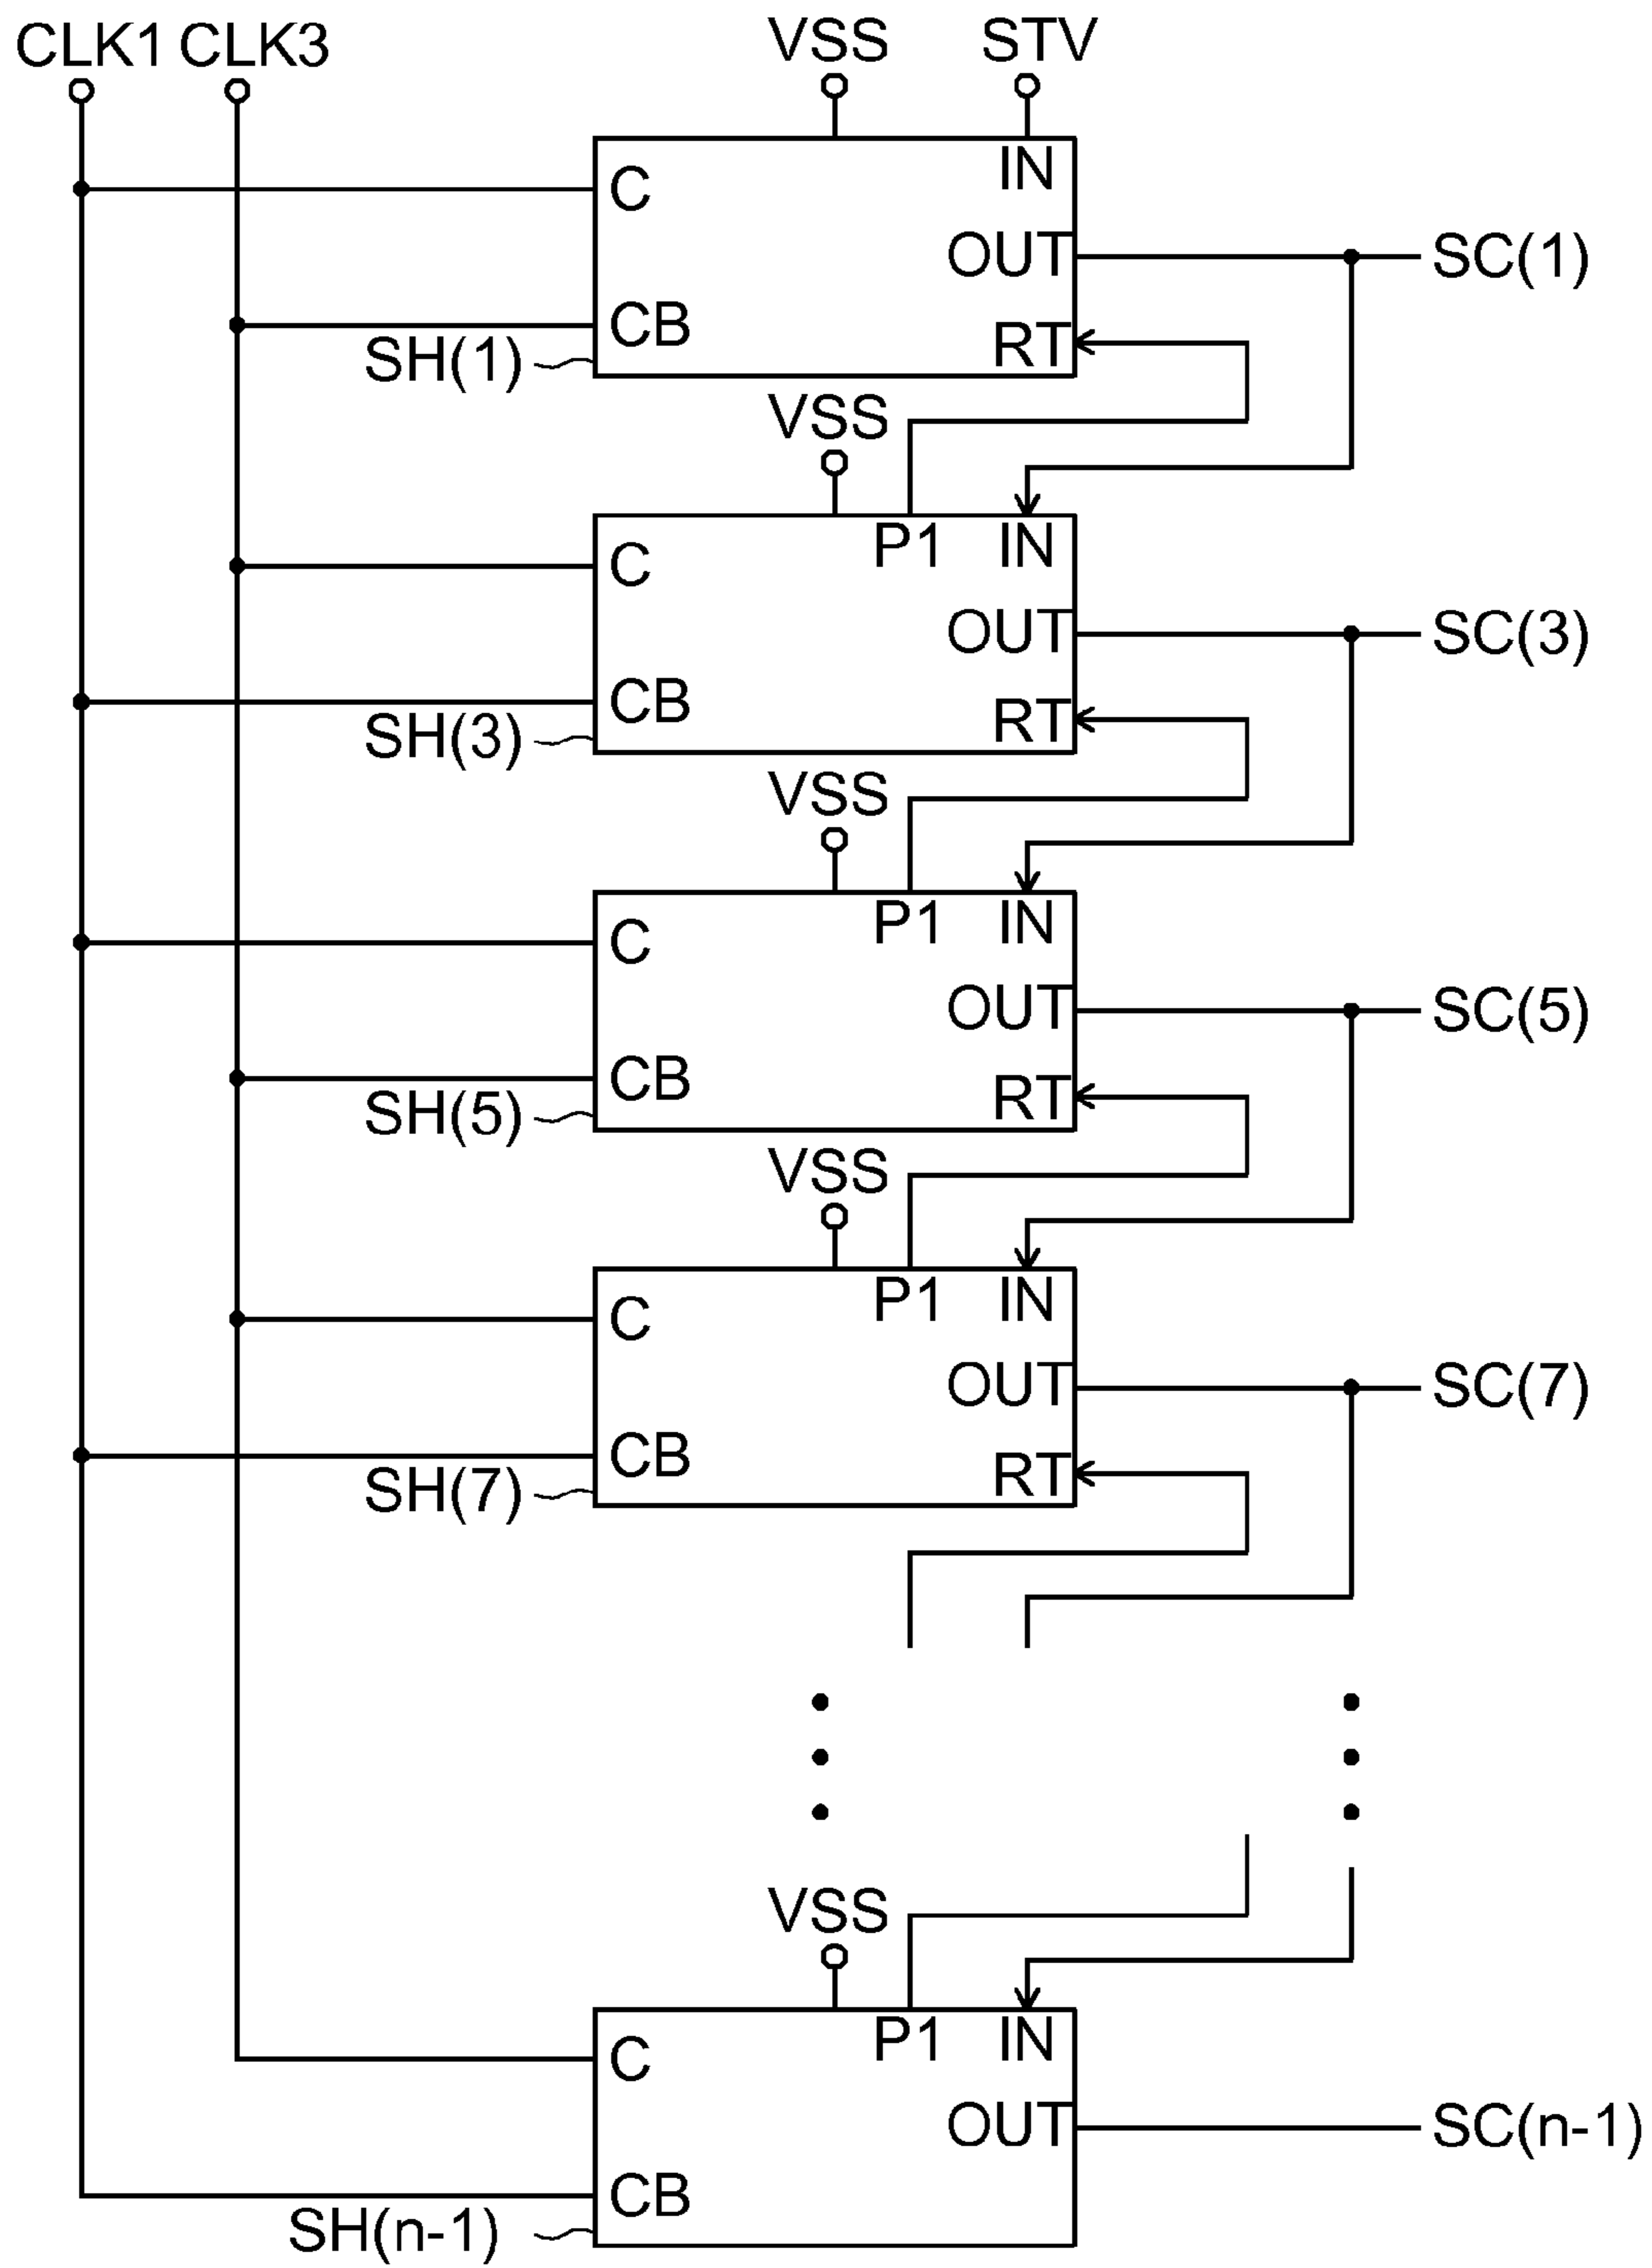 CLK1 CLK3 VSS STV
C IN
OUT SC(1)
CB RT
SH(1)
VSS
C P1 IN
OUT SC(3)
CB RT
SH(3)
VSS
C P1 IN
OUT SC(5)
CB RT
SH(5)
VSS
C P1 IN
OUT SC(7)
CB RT
SH(7)
VSS
C P1 IN
OUT SC(n-1)
CB
SH(n-1)